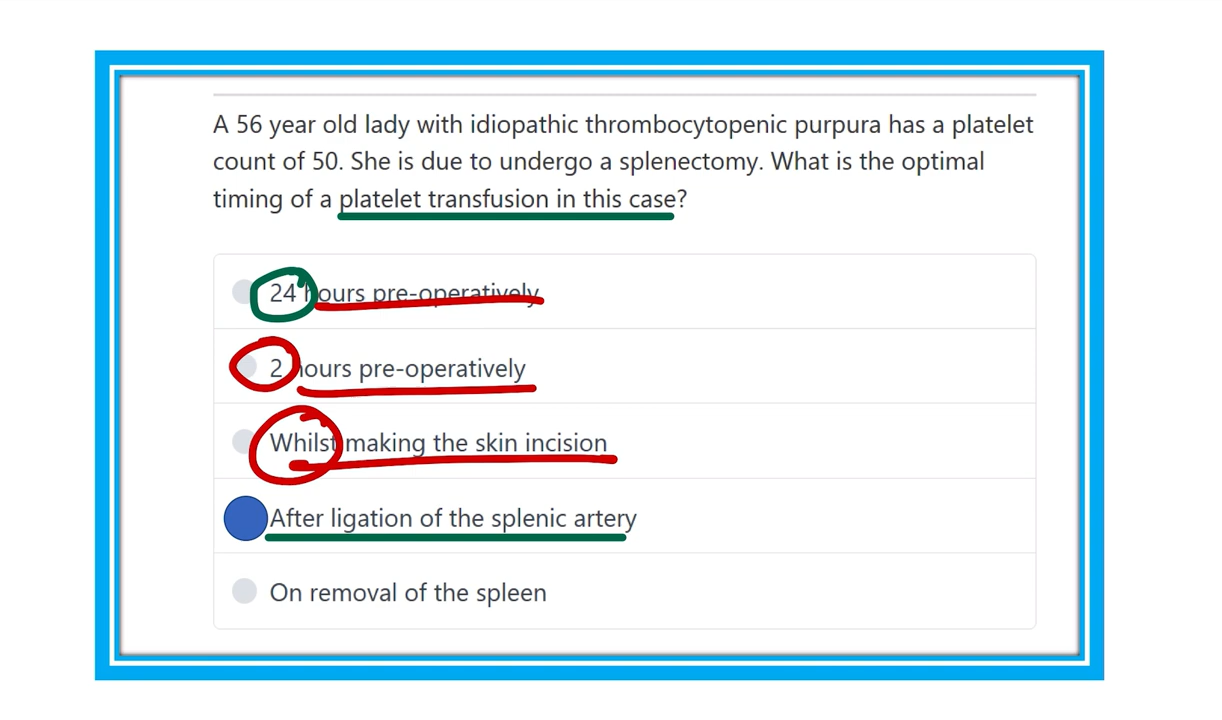 A 56 year old lady with idiopathic thrombocytopenic purpura has a platelet
count of 50. She is due to undergo a splenectomy. What is the optimal
timing of a platelet transfusion in this case?
24 hours pre-operatively
2 hours pre-operatively
Whilst making the skin incision
After ligation of the splenic artery
On removal of the spleen